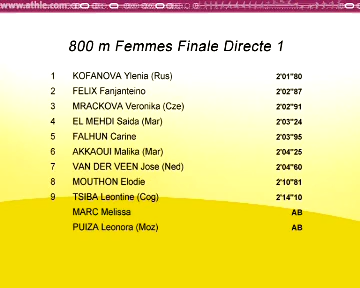 www.athle.com
800 m Femmes Finale Directe 1
1 KOFANOVA Ylenia (Rus) 2'01"80
2 FELIX Fanjanteino 2'02"87
3 MRACKOVA Veronika (Cze) 2'02"91
4 EL MEHDI Saida (Mar) 2'03"24
5 FALHUN Carine 2'03"95
6 AKKAOUI Malika (Mar) 2'04"25
7 VAN DER VEEN Jose (Ned) 2'04"60
8 MOUTHON Elodie 2'10"81
9 TSIBA Leontine (Cog) 2'14"10
MARC Melissa AB
PUIZA Leonora (Moz) AB